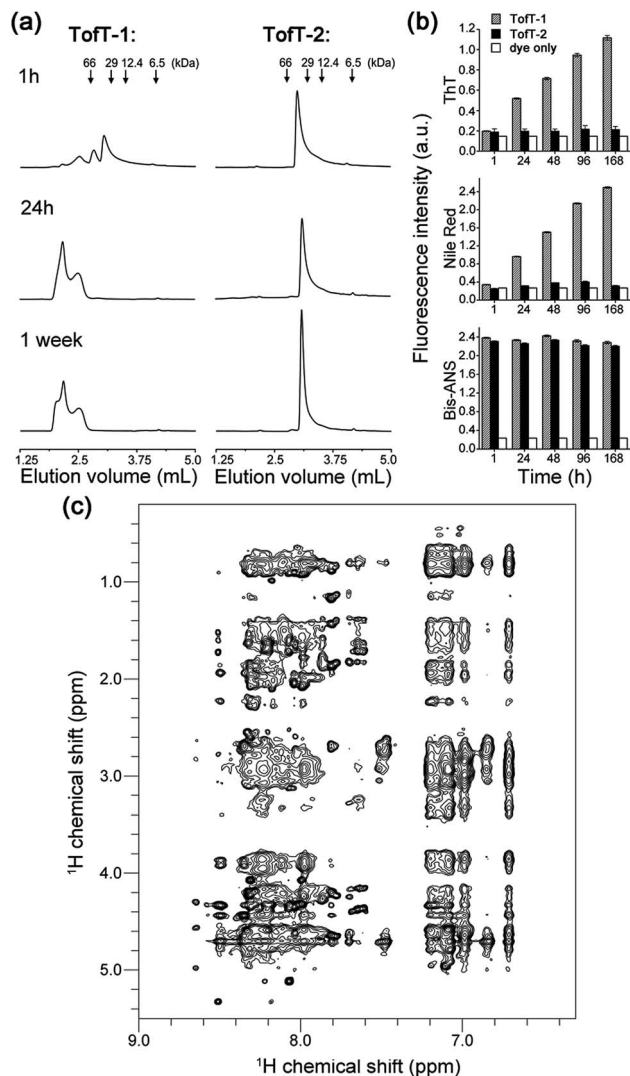 (a)
TofT-1:
TofT-2:
66 29 12.4 6.5 (kDa)
66 29 12.4 6.5 (kDa)
1h
24h
1 week
1.25 2.5 3.75 5.0
1.25 2.5 3.75 5.0
Elution volume (mL)
Elution volume (mL)
(b)
TofT-1
TofT-2
dye only
Fluorescence intensity (a.u.)
ThT
1.2
1.0
0.8
0.6
0.4
0.2
0.0
1 24 48 96 168
Nile Red
2.4
2.0
1.6
1.2
0.8
0.4
0.0
1 24 48 96 168
Bis-ANS
2.4
1.8
1.2
0.6
0.0
1 24 48 96 168
Time (h)
(c)
1.0
2.0
3.0
4.0
5.0
¹H chemical shift (ppm)
9.0 8.0 7.0
¹H chemical shift (ppm)